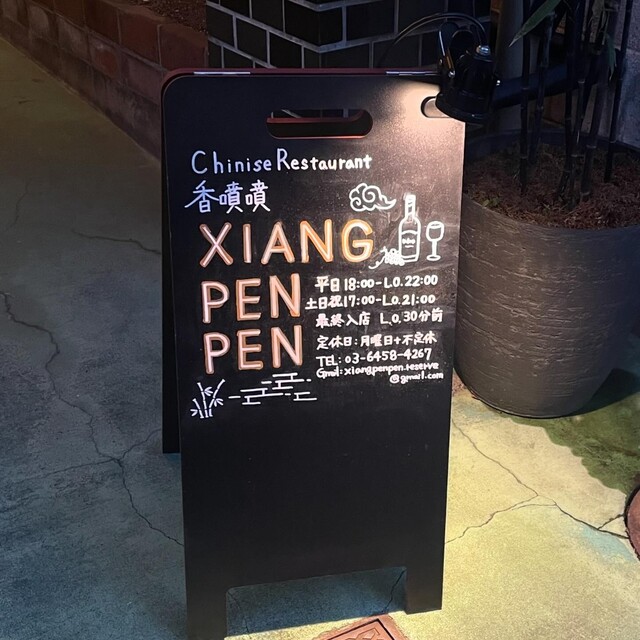 Chinise Restaurant
香噴噴
XIANG
PEN
PEN
平日18:00-L.O.22:00
土日祝17:00-L.O.21:00
最終入店 L.O.30分前
定休日:月曜日+不定休
TEL:03-6458-4267
Gmail:xiangpenpen.reserve
@gmail.com